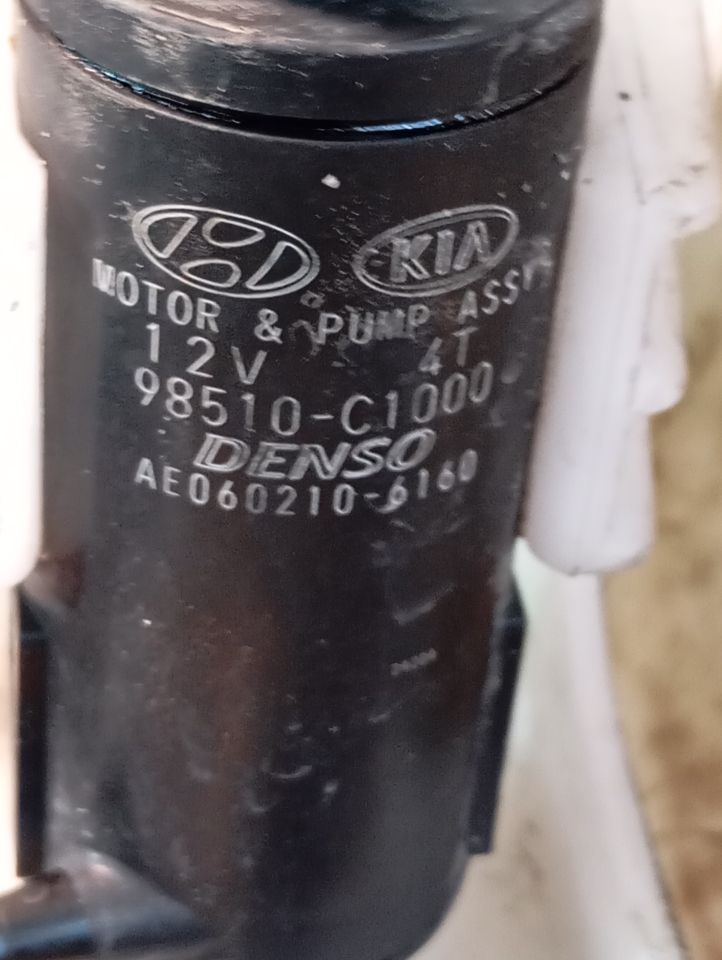 KIA
MOTOR & PUMP ASSY
12V 4T
98510-C1000
DENSO
AE060210-6160